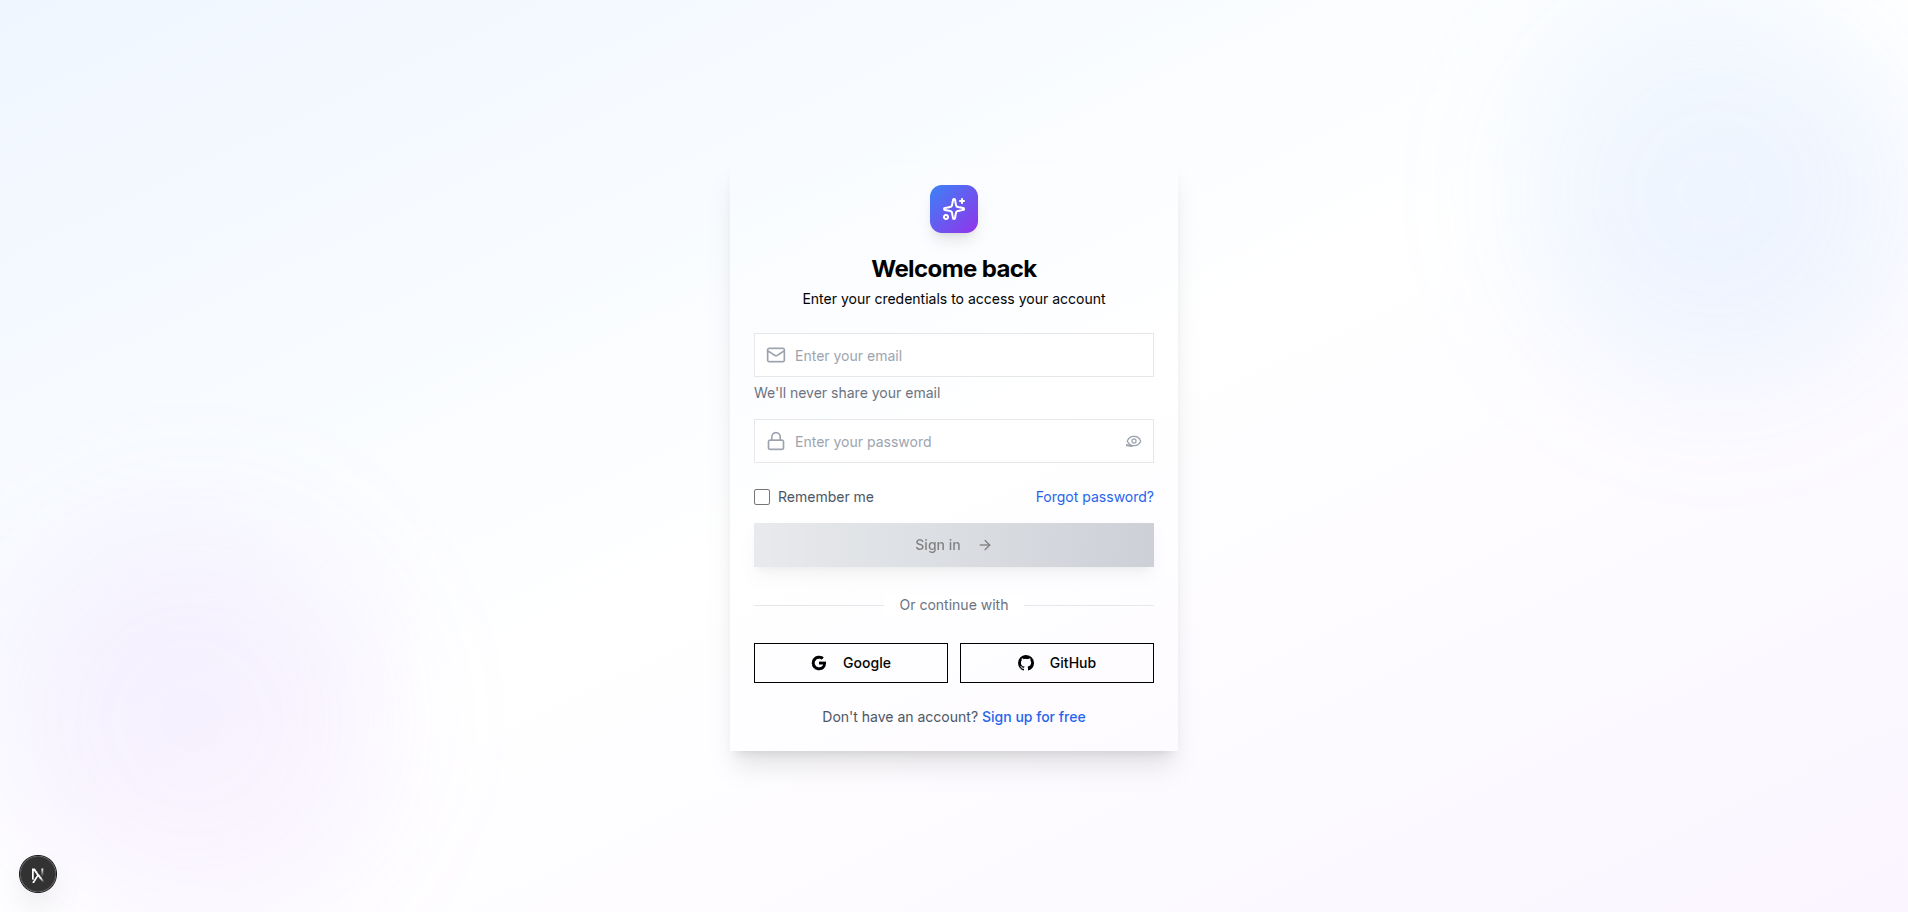 Welcome back
Enter your credentials to access your account
Enter your email
We'll never share your email
Enter your password
Remember me
Forgot password?
Sign in
Or continue with
Google
GitHub
Don't have an account? Sign up for free